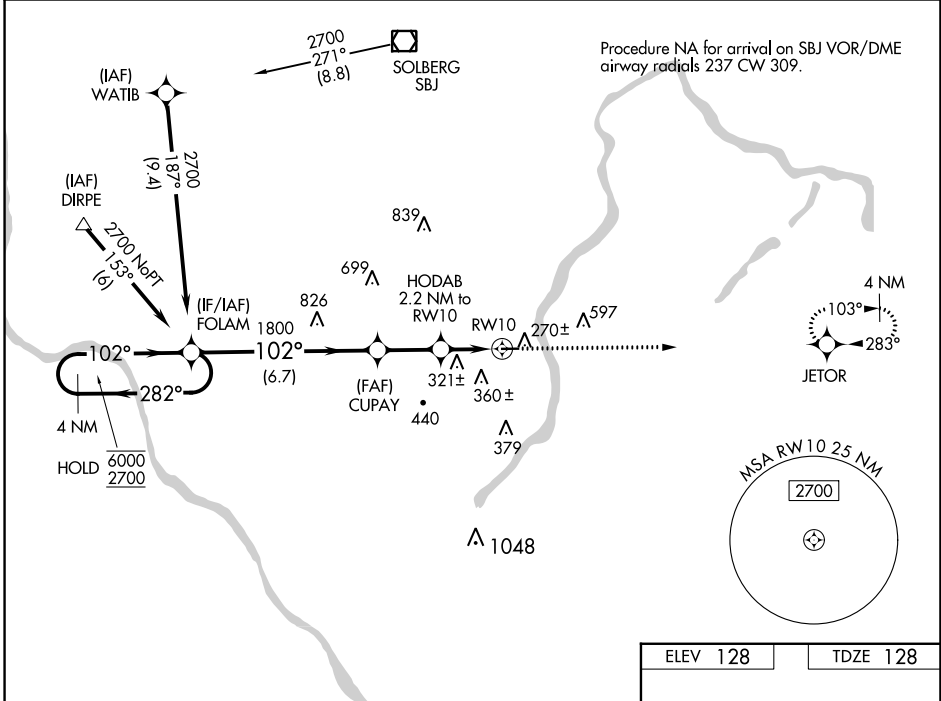 2700
271°
(8.8)
SOLBERG
SBJ
Procedure NA for arrival on SBJ VOR/DME
airway radials 237 CW 309.
(IAF)
WATIB
2700
187°
(9.4)
(IAF)
DIRPE
2700 NoPT
153°
(6)
839
699
826
HODAB
2.2 NM to
RW10
(IF/IAF)
FOLAM
1800
102°
(6.7)
RW10
270±
597
4 NM
103°
283°
JETOR
102°
282°
4 NM
HOLD
6000
2700
(FAF)
CUPAY
321±
360±
440
379
1048
MSA RW10 25 NM
2700
ELEV 128
TDZE 128